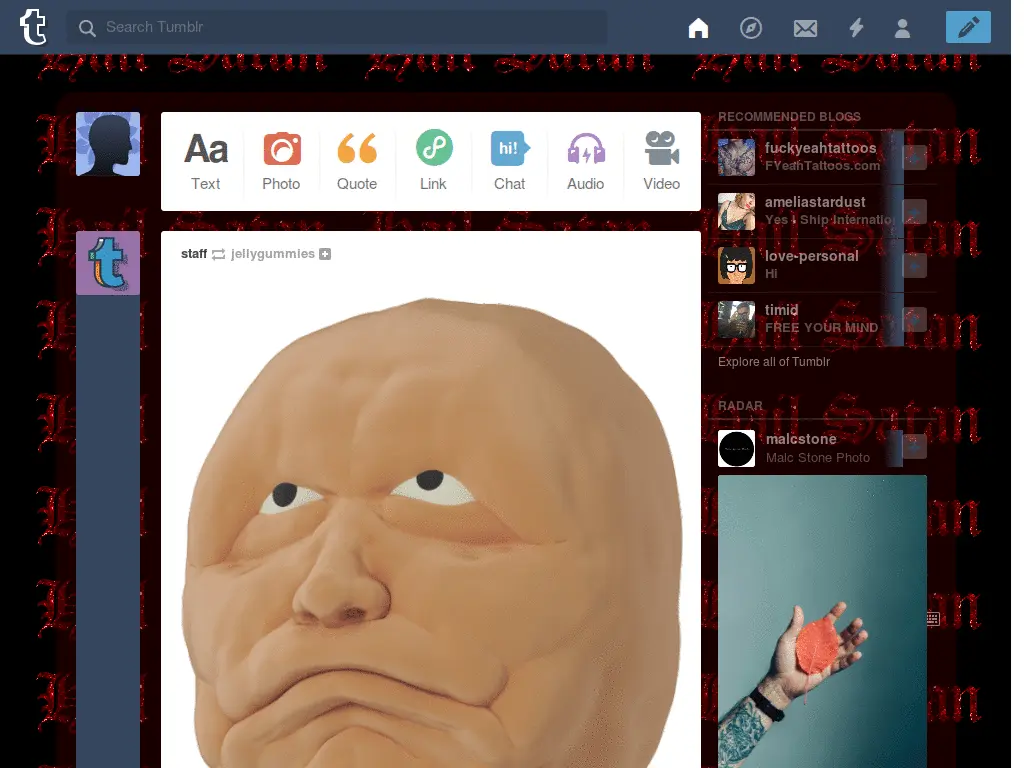 t
Search Tumblr
Hail Satan Hail Satan Hail Satan
Aa
hi!
Text
Photo
Quote
Link
Chat
Audio
Video
staff jellygummies
t
RECOMMENDED BLOGS
fuckyeahtattoos
FYeahTattoos.com
ameliastardust
Yes I Ship Internatio
love-personal
Hi
timid
FREE YOUR MIND
Explore all of Tumblr
RADAR
Hail Satan
malcstone
Malc Stone Photo